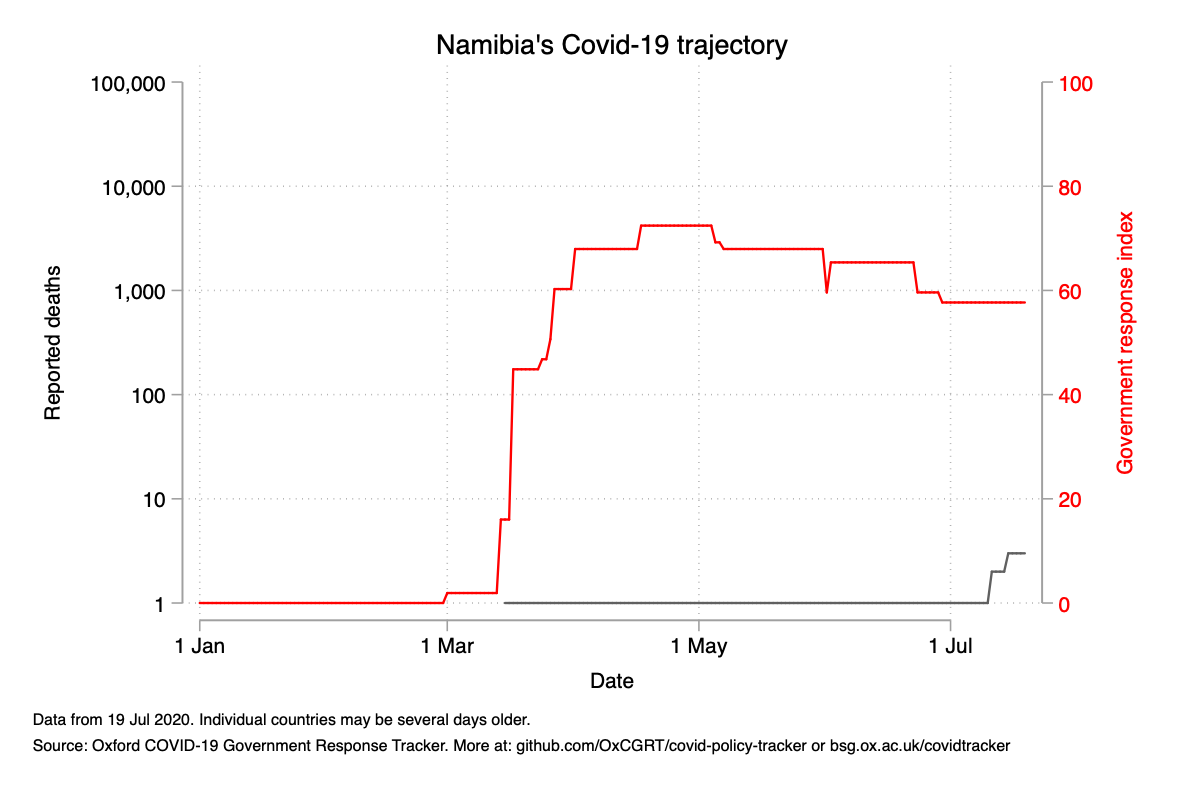 Namibia's Covid-19 trajectory
100,000
10,000
1,000
100
10
1
Reported deaths
100
80
60
40
20
0
Government response index
1 Jan
1 Mar
1 May
1 Jul
Date
Data from 19 Jul 2020. Individual countries may be several days older.
Source: Oxford COVID-19 Government Response Tracker. More at: github.com/OxCGRT/covid-policy-tracker or bsg.ox.ac.uk/covidtracker